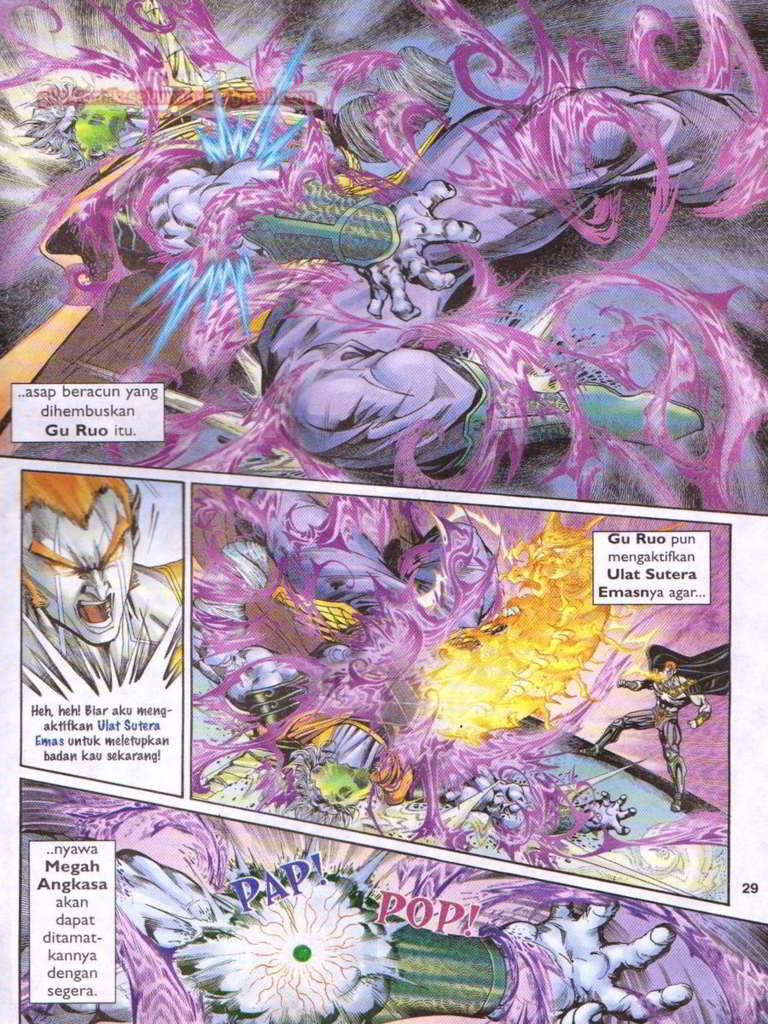 ..asap beracun yang
dihembuskan
Gu Ruo itu.
Heh, heh! Biar aku meng-
aktifkan Ulat Sutera
Emas untuk meletupkan
badan kau sekarang!
Gu Ruo pun
mengaktifkan
Ulat Sutera
Emasnya agar...
..nyawa
Megah
Angkasa
akan
dapat
ditamat-
kannya
dengan
segera.
PAP!
POP!
29